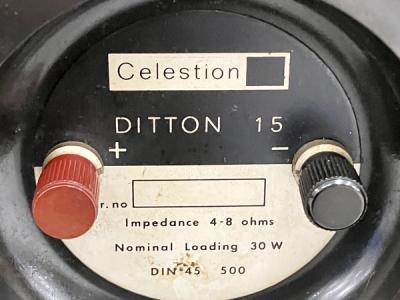 Celestion
DITTON 15
+ −
r.no
Impedance 4-8 ohms
Nominal Loading 30 W
DIN 45 500